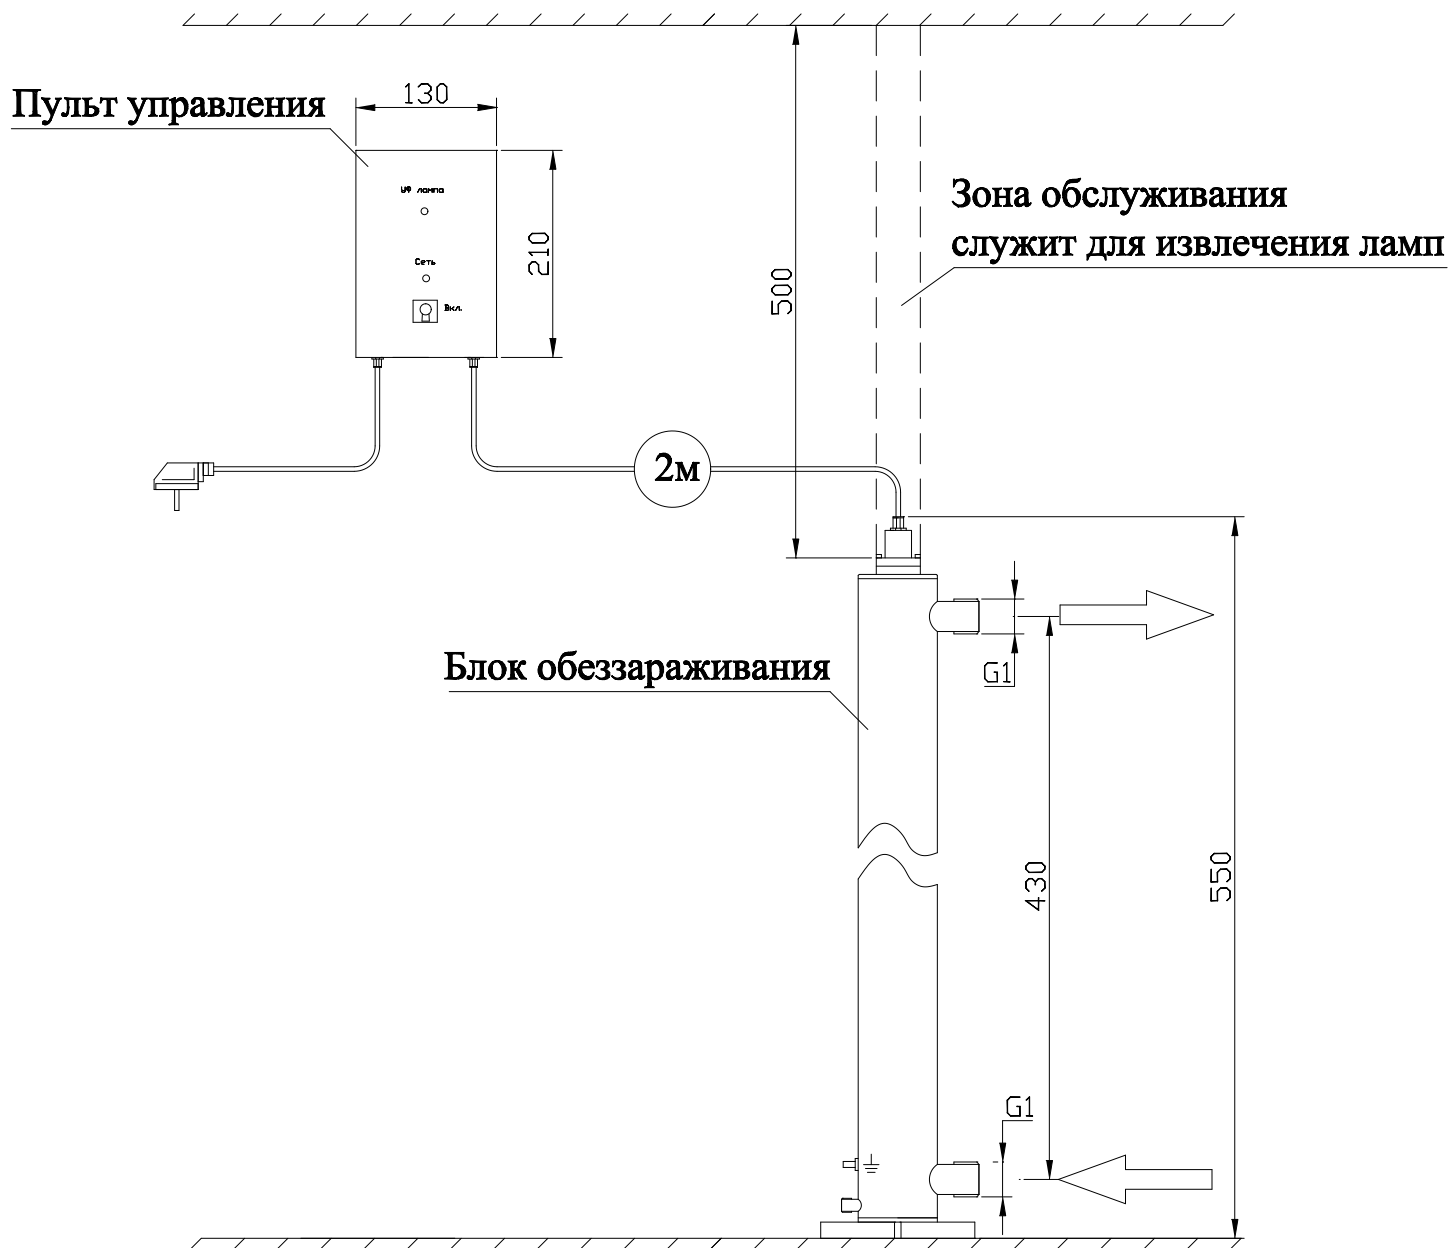 Пульт управления
130
УФ лампа
Сеть
Вкл.
210
500
Зона обслуживания
служит для извлечения ламп
2м
Блок обеззараживания
G1
430
550
G1